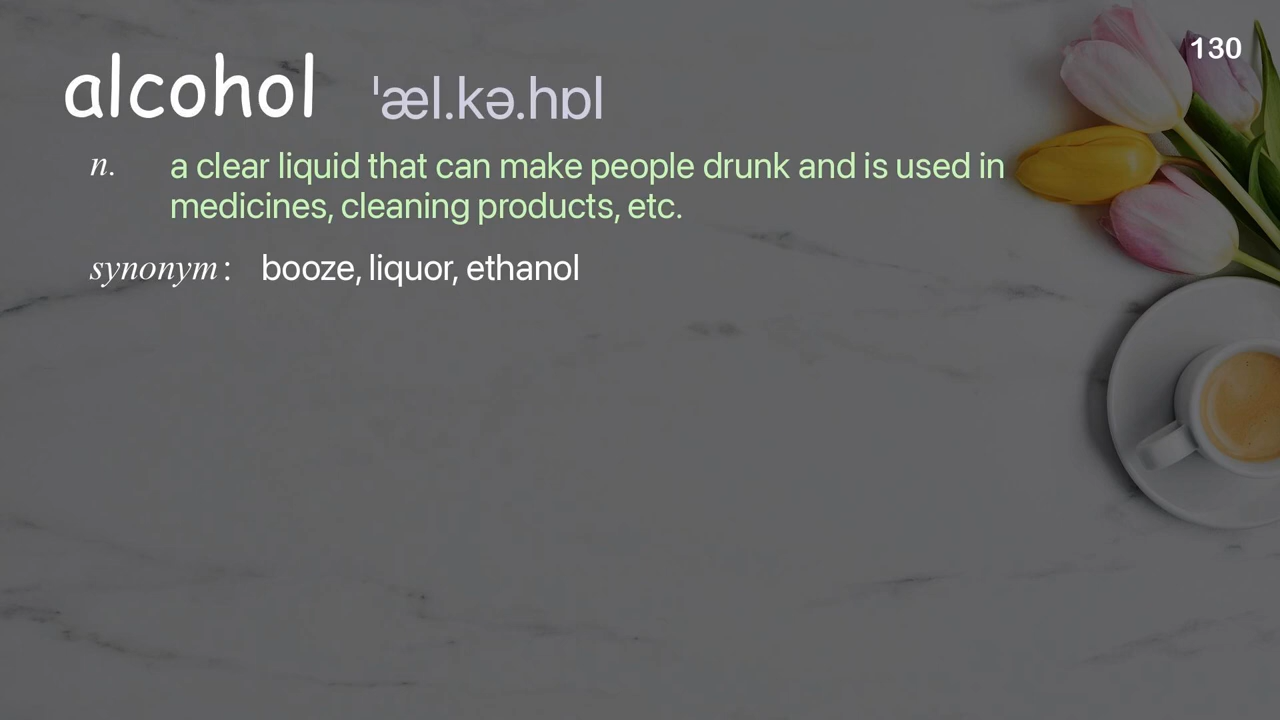 130
alcohol ˈæl.kə.hɒl
n. a clear liquid that can make people drunk and is used in
medicines, cleaning products, etc.
synonym: booze, liquor, ethanol